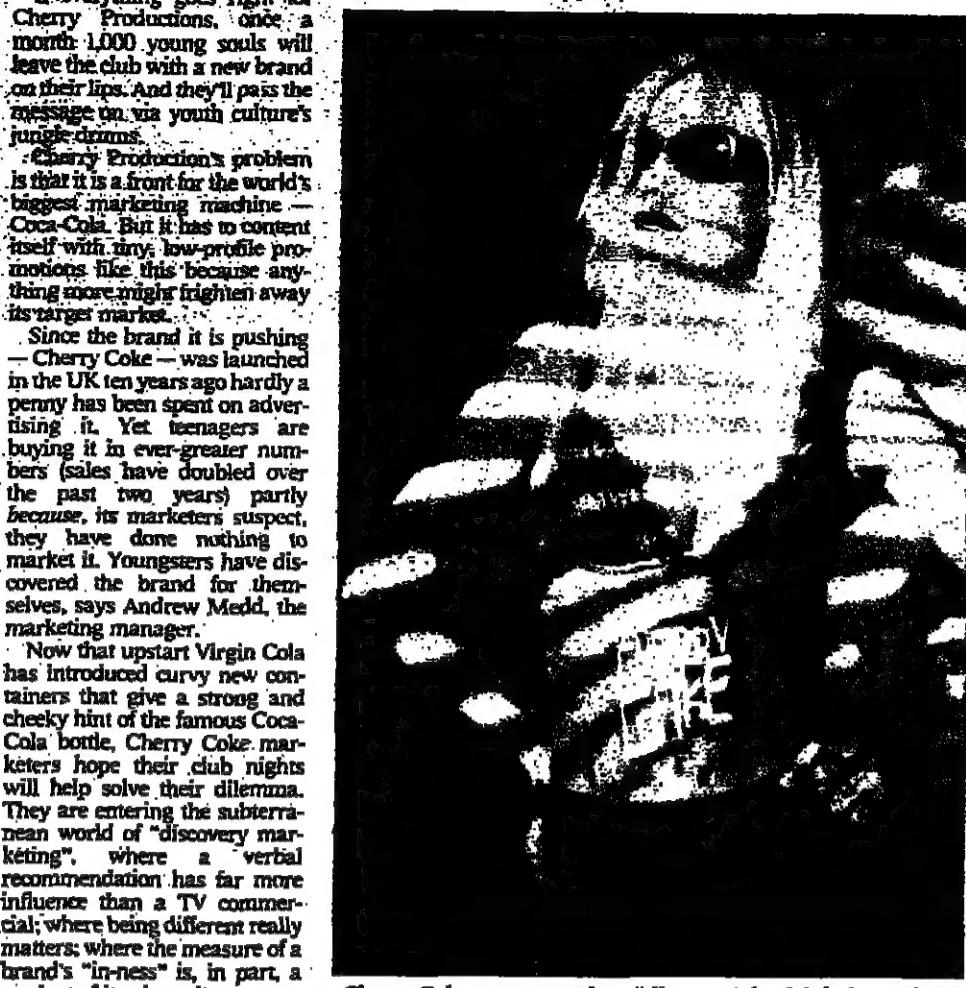 everything goes right for
Cherry Productions, once a
month 1,000 young souls will
leave the club with a new brand
on their lips. And they'll pass the
message on via youth culture's
jungle drums.
Cherry Production's problem
is that it is a front for the world's
biggest marketing machine —
Coca-Cola. But it has to content
itself with tiny, low-profile pro-
motions like this because any-
thing more might frighten away
its target market.
Since the brand it is pushing
— Cherry Coke — was launched
in the UK ten years ago hardly a
penny has been spent on adver-
tising it. Yet teenagers are
buying it in ever-greater num-
bers (sales have doubled over
the past two years) partly
because, its marketers suspect,
they have done nothing to
market it. Youngsters have dis-
covered the brand for them-
selves, says Andrew Medd, the
marketing manager.
Now that upstart Virgin Cola
has introduced curvy new con-
tainers that give a strong and
cheeky hint of the famous Coca-
Cola bottle, Cherry Coke mar-
keters hope their club nights
will help solve their dilemma.
They are entering the subterra-
nean world of "discovery mar-
keting", where a verbal
recommendation has far more
influence than a TV commer-
cial; where being different really
matters; where the measure of a
brand's "in-ness" is, in part, a